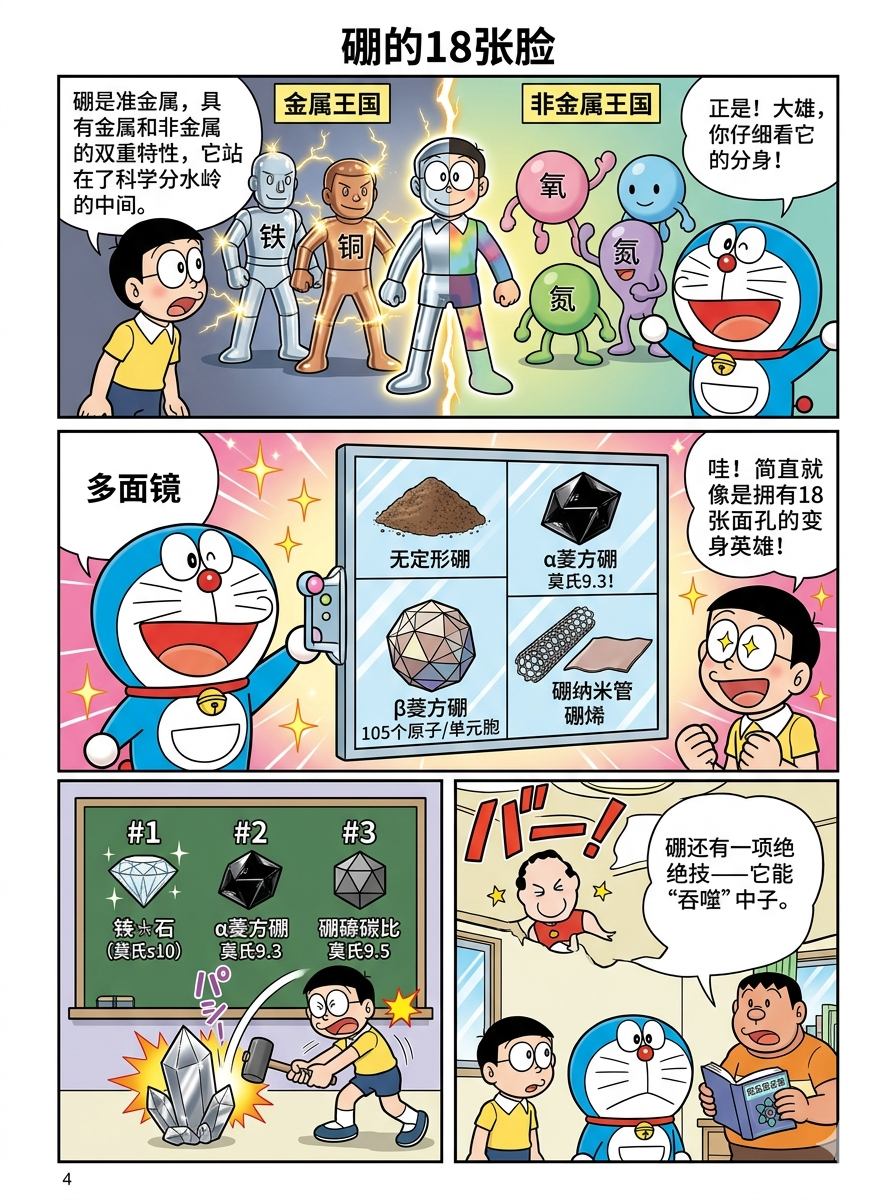 硼的18张脸
硼是准金属，具
有金属和非金属
的双重特性，它站
在了科学分水岭
的中间。
金属王国
非金属王国
正是！大雄，
你仔细看它
的分身！
铁
铜
氧
氮
氮
多面镜
无定形硼
α菱方硼
莫氏9.3！
β菱方硼
105个原子/单元胞
硼纳米管
硼烯
哇！简直就
像是拥有18
张面孔的变
身英雄！
#1
#2
#3
石
α菱方硼
莫氏9.3
硼碲碳比
莫氏9.5
パシー
バー！
硼还有一项绝
绝技——它能
“吞噬”中子。
4